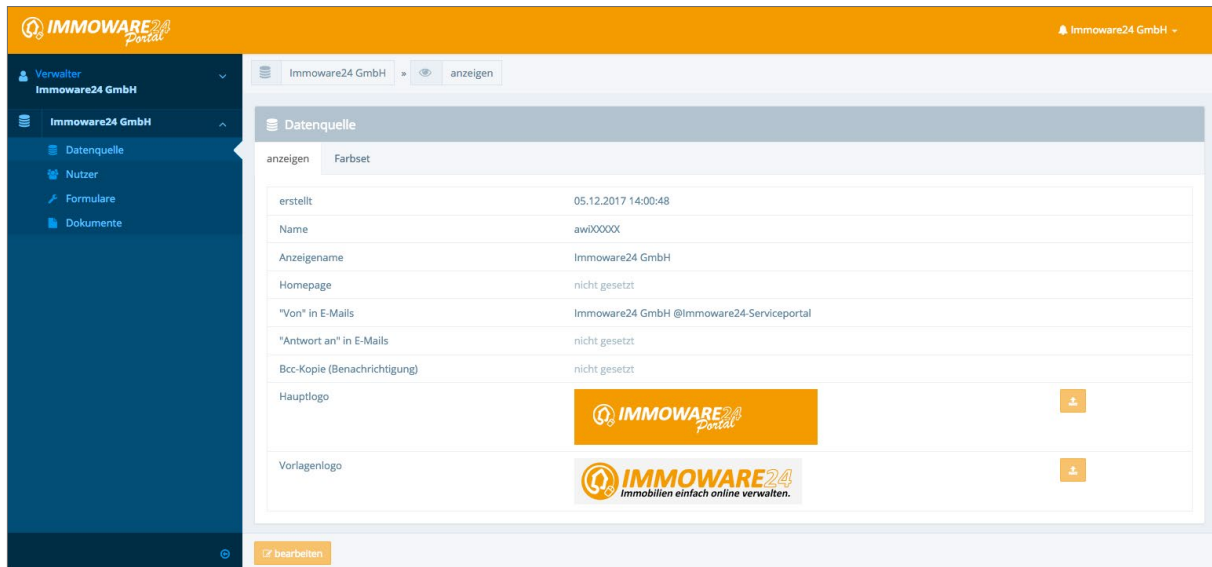 IMMOWARE24
Portal
Immoware24 GmbH
Verwalter
Immoware24 GmbH
Immoware24 GmbH
Datenquelle
Nutzer
Formulare
Dokumente
Immoware24 GmbH » anzeigen
Datenquelle
anzeigen Farbset
erstellt 05.12.2017 14:00:48
Name awiXXXXX
Anzeigename Immoware24 GmbH
Homepage nicht gesetzt
"Von" in E-Mails Immoware24 GmbH @Immoware24-Serviceportal
"Antwort an" in E-Mails nicht gesetzt
Bcc-Kopie (Benachrichtigung) nicht gesetzt
Hauptlogo IMMOWARE24
Portal
Vorlagenlogo IMMOWARE24
Immobilien einfach online verwalten.
bearbeiten